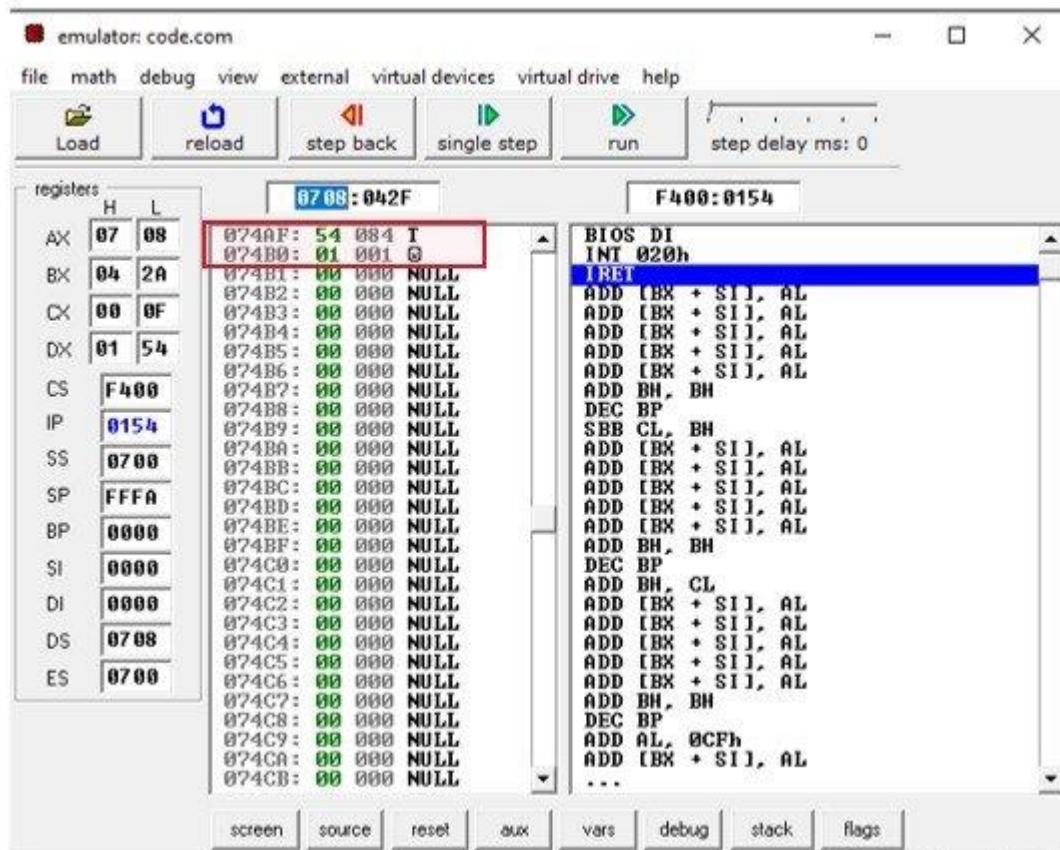 emulator: code.com
file math debug view external virtual devices virtual drive help
Load reload step back single step run step delay ms: 0
registers
H L
0708:042F
F400:0154
AX 07 08
BX 04 2A
CX 00 0F
DX 01 54
CS F400
IP 0154
SS 0700
SP FFFA
BP 0000
SI 0000
DI 0000
DS 0708
ES 0700
074AF: 54 084 T
074B0: 01 001 ☺
074B1: 00 000 NULL
074B2: 00 000 NULL
074B3: 00 000 NULL
074B4: 00 000 NULL
074B5: 00 000 NULL
074B6: 00 000 NULL
074B7: 00 000 NULL
074B8: 00 000 NULL
074B9: 00 000 NULL
074BA: 00 000 NULL
074BB: 00 000 NULL
074BC: 00 000 NULL
074BD: 00 000 NULL
074BE: 00 000 NULL
074BF: 00 000 NULL
074C0: 00 000 NULL
074C1: 00 000 NULL
074C2: 00 000 NULL
074C3: 00 000 NULL
074C4: 00 000 NULL
074C5: 00 000 NULL
074C6: 00 000 NULL
074C7: 00 000 NULL
074C8: 00 000 NULL
074C9: 00 000 NULL
074CA: 00 000 NULL
074CB: 00 000 NULL
BIOS DI
INT 020h
IRET
ADD [BX + SI], AL
ADD [BX + SI], AL
ADD [BX + SI], AL
ADD [BX + SI], AL
ADD [BX + SI], AL
ADD BH, BH
DEC BP
SBB CL, BH
ADD [BX + SI], AL
ADD [BX + SI], AL
ADD [BX + SI], AL
ADD [BX + SI], AL
ADD [BX + SI], AL
ADD BH, BH
DEC BP
ADD BH, CL
ADD [BX + SI], AL
ADD [BX + SI], AL
ADD [BX + SI], AL
ADD [BX + SI], AL
ADD [BX + SI], AL
ADD BH, BH
DEC BP
ADD AL, 0CFh
ADD [BX + SI], AL
...
screen source reset aux vars debug stack flags